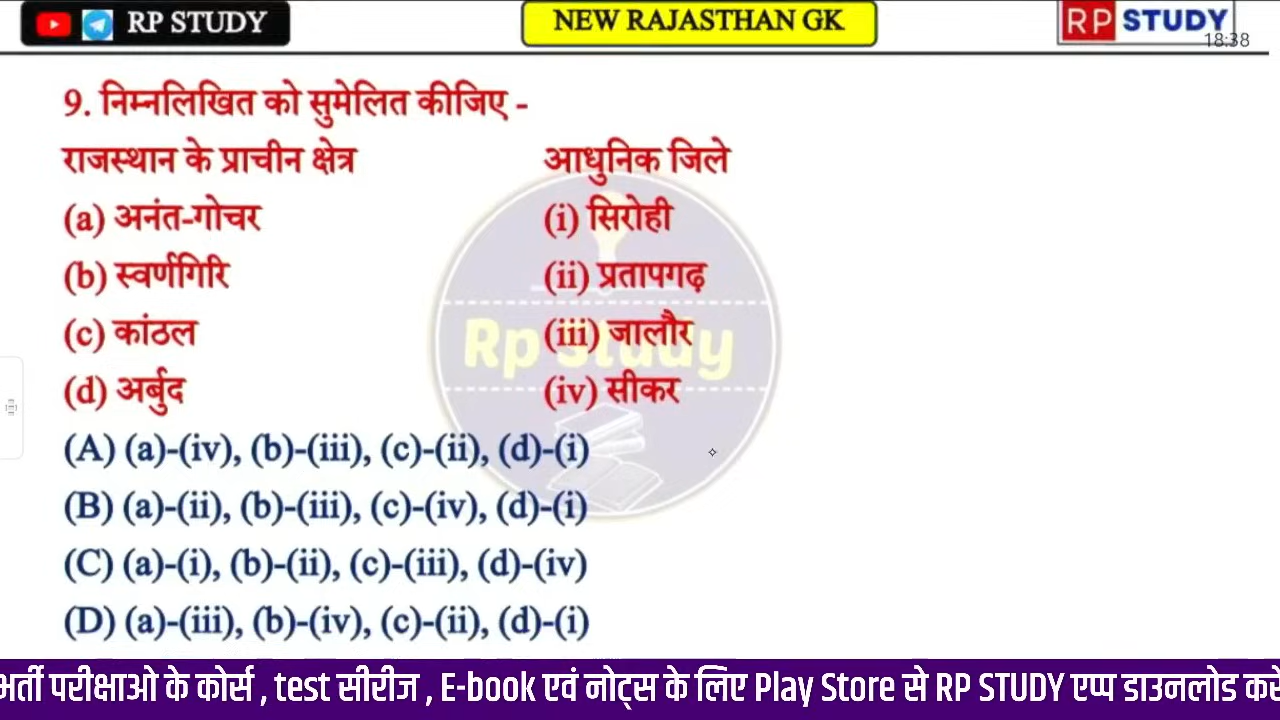 RP STUDY
NEW RAJASTHAN GK
RP STUDY
18:38
9. निम्नलिखित को सुमेलित कीजिए -
राजस्थान के प्राचीन क्षेत्र आधुनिक जिले
(a) अनंत-गोचर (i) सिरोही
(b) स्वर्णगिरि (ii) प्रतापगढ़
(c) कांठल (iii) जालौर
(d) अर्बुद (iv) सीकर
Rp Study
(A) (a)-(iv), (b)-(iii), (c)-(ii), (d)-(i)
(B) (a)-(ii), (b)-(iii), (c)-(iv), (d)-(i)
(C) (a)-(i), (b)-(ii), (c)-(iii), (d)-(iv)
(D) (a)-(iii), (b)-(iv), (c)-(ii), (d)-(i)
भर्ती परीक्षाओ के कोर्स , test सीरीज , E-book एवं नोट्स के लिए Play Store से RP STUDY एप्प डाउनलोड करे